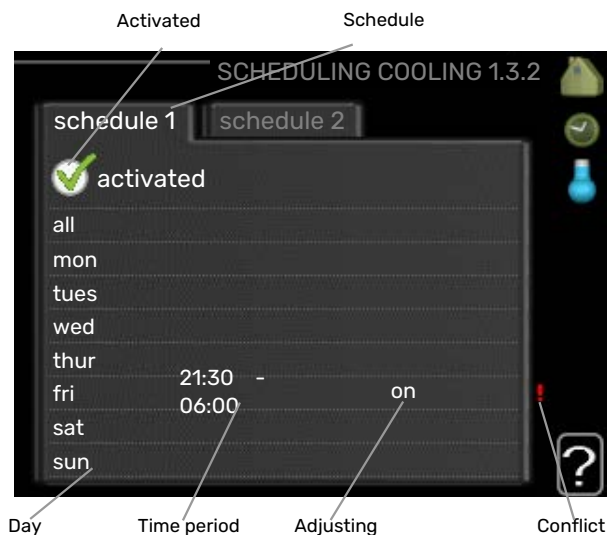 Activated Schedule
SCHEDULING COOLING 1.3.2
schedule 1 schedule 2
activated
all
mon
tues
wed
thur
fri 21:30 - 06:00 on !
sat
sun
?
Day Time period Adjusting Conflict